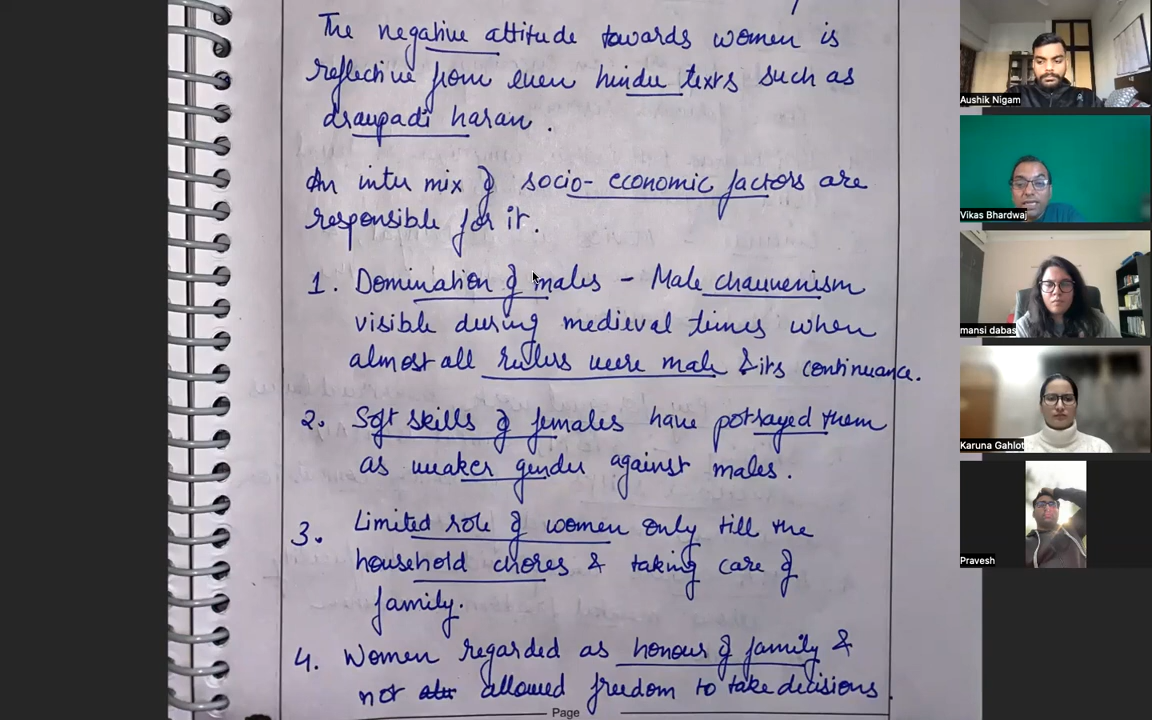 The negative attitude towards women is
reflective from even hindu texts such as
draupadi haran.
An inter mix of socio-economic factors are
responsible for it.
1. Domination of males - Male chauvenism
visible during medieval times when
almost all rulers were male & its continuance.
2. Soft skills of females have potrayed them
as weaker gender against males.
3. Limited role of women only till the
household chores & taking care of
family.
4. Women regarded as honour of family &
not allowed freedom to take decisions.
Page
Aushik Nigam
Vikas Bhardwaj
mansi dabas
Karuna Gahlot
Pravesh